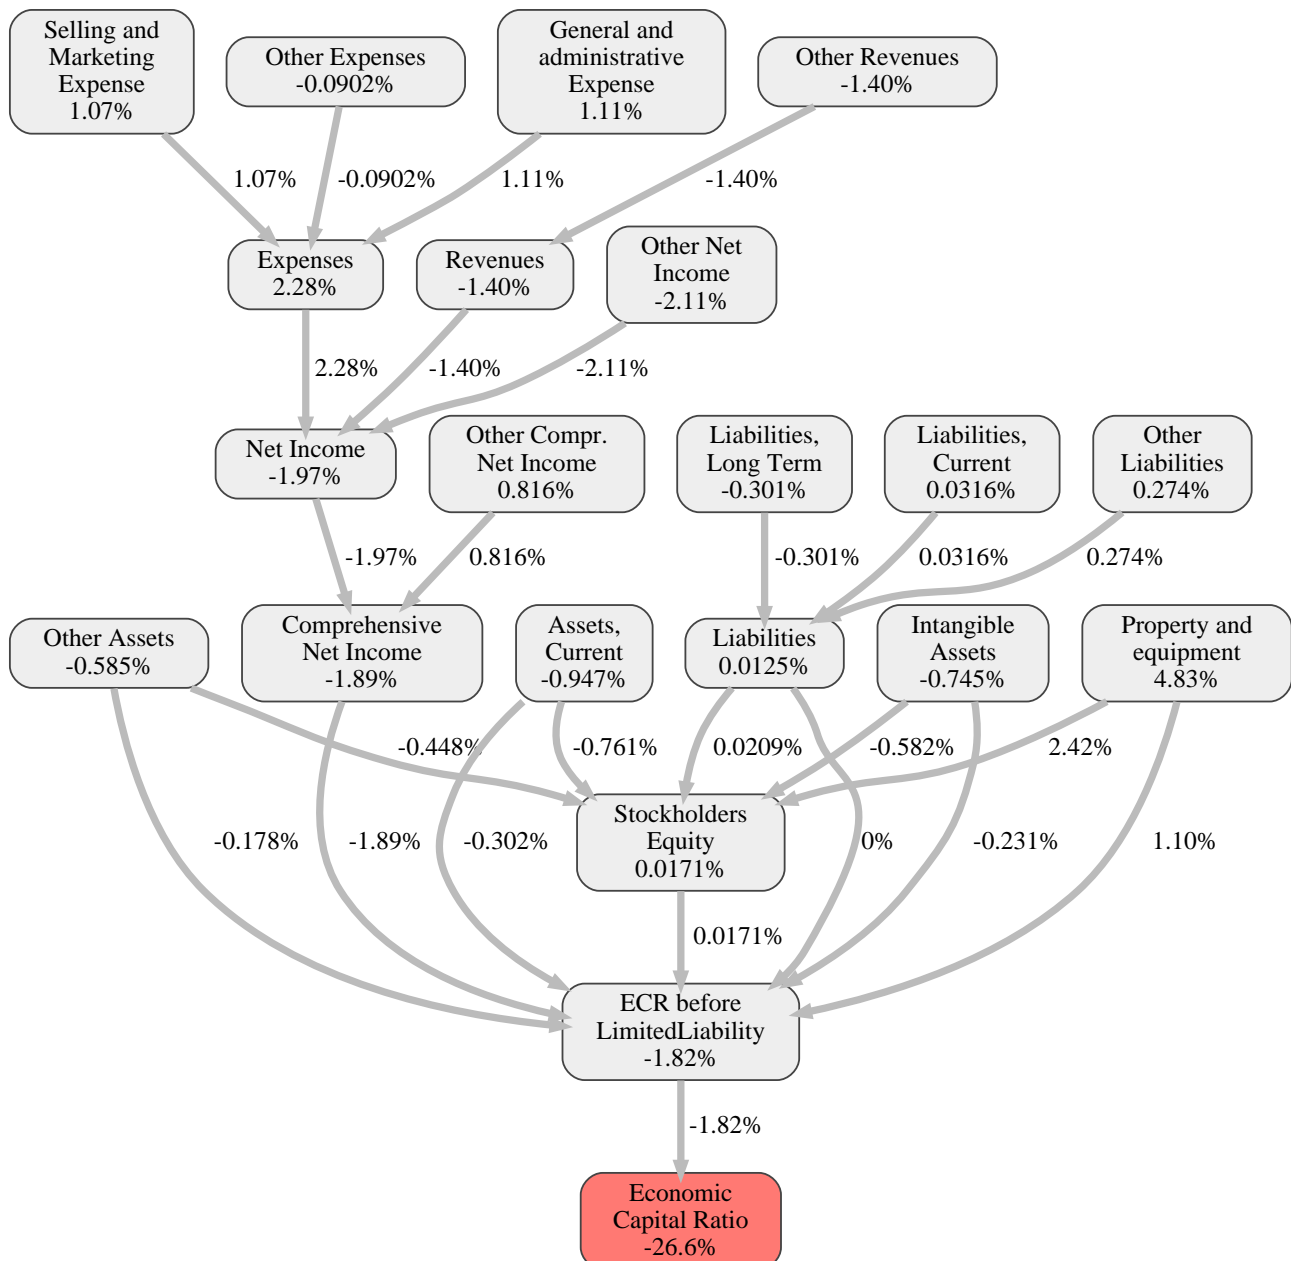 Selling and
Marketing
Expense
1.07%
Other Expenses
-0.0902%
General and
administrative
Expense
1.11%
Other Revenues
-1.40%
1.07%
-0.0902%
1.11%
-1.40%
Expenses
2.28%
Revenues
-1.40%
Other Net
Income
-2.11%
2.28%
-1.40%
-2.11%
Net Income
-1.97%
Other Compr.
Net Income
0.816%
Liabilities,
Long Term
-0.301%
Liabilities,
Current
0.0316%
Other
Liabilities
0.274%
-1.97%
0.816%
-0.301%
0.0316%
0.274%
Other Assets
-0.585%
Comprehensive
Net Income
-1.89%
Assets,
Current
-0.947%
Liabilities
0.0125%
Intangible
Assets
-0.745%
Property and
equipment
4.83%
-0.448%
-0.761%
0.0209%
-0.582%
2.42%
Stockholders
Equity
0.0171%
-0.178%
-1.89%
-0.302%
0%
-0.231%
1.10%
0.0171%
ECR before
LimitedLiability
-1.82%
-1.82%
Economic
Capital Ratio
-26.6%